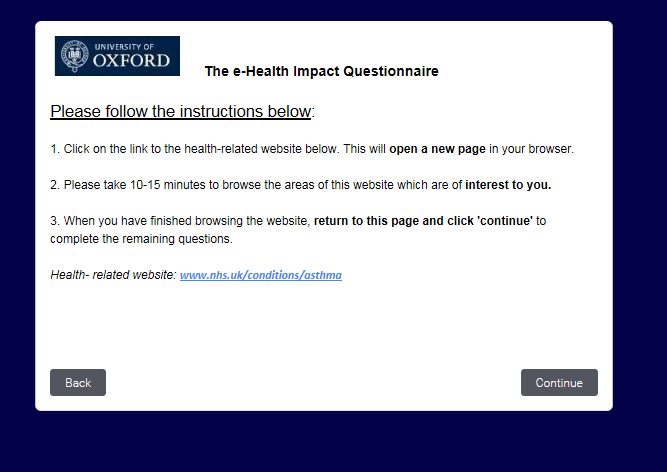 UNIVERSITY OF
OXFORD
The e-Health Impact Questionnaire
Please follow the instructions below:
1. Click on the link to the health-related website below. This will open a new page in your browser.
2. Please take 10-15 minutes to browse the areas of this website which are of interest to you.
3. When you have finished browsing the website, return to this page and click 'continue' to
complete the remaining questions.
Health- related website: www.nhs.uk/conditions/asthma
Back
Continue